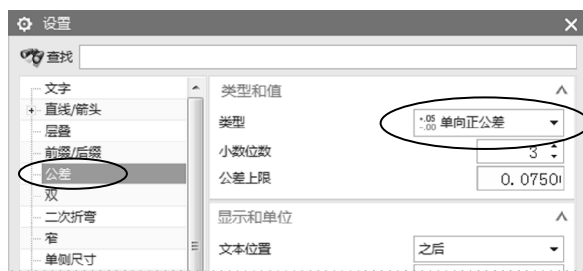 设置
查找
文字
直线/箭头
层叠
前缀/后缀
公差
双
二次折弯
窄
单侧尺寸
类型和值
类型
+.05 -.00 单向正公差
小数位数
3
公差上限
0.0750
显示和单位
文本位置
之后